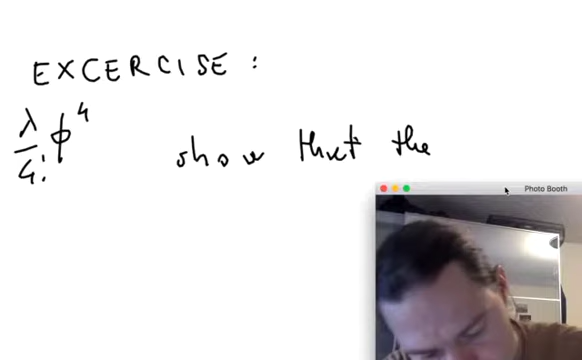 EXCERCISE :
λ/4! ϕ⁴ show that the
Photo Booth